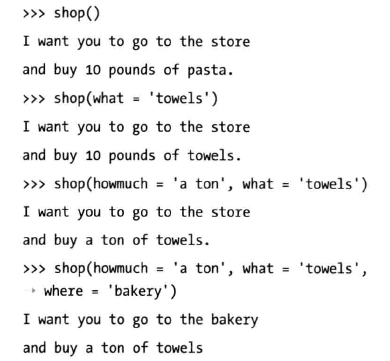 >>> shop()
I want you to go to the store
and buy 10 pounds of pasta.
>>> shop(what = 'towels')
I want you to go to the store
and buy 10 pounds of towels.
>>> shop(howmuch = 'a ton', what = 'towels')
I want you to go to the store
and buy a ton of towels.
>>> shop(howmuch = 'a ton', what = 'towels',
→ where = 'bakery')
I want you to go to the bakery
and buy a ton of towels